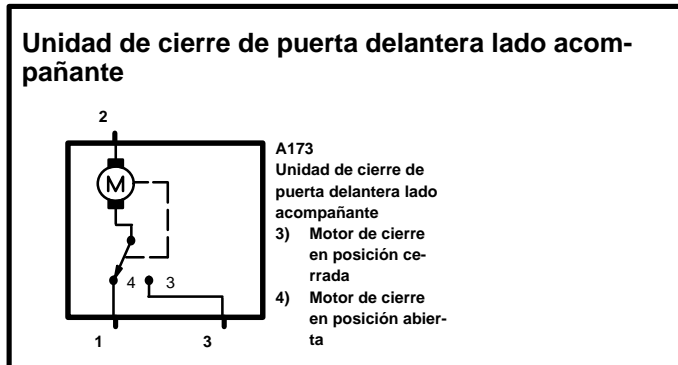 Unidad de cierre de puerta delantera lado acom-
pañante
2
A173
Unidad de cierre de
puerta delantera lado
acompañante
3) Motor de cierre
en posición ce-
rrada
4) Motor de cierre
en posición abier-
ta
M
4 3
1 3